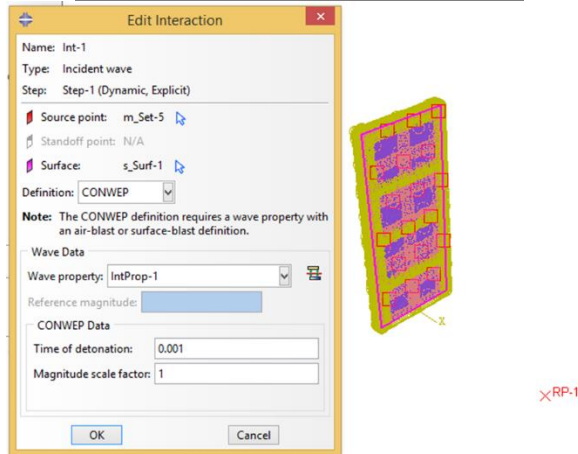 Edit Interaction
Name: Int-1
Type: Incident wave
Step: Step-1 (Dynamic, Explicit)
Source point: m_Set-5
Standoff point: N/A
Surface: s_Surf-1
Definition: CONWEP
Note: The CONWEP definition requires a wave property with
an air-blast or surface-blast definition.
Wave Data
Wave property: IntProp-1
Reference magnitude:
CONWEP Data
Time of detonation: 0.001
Magnitude scale factor: 1
OK Cancel
X
RP-1